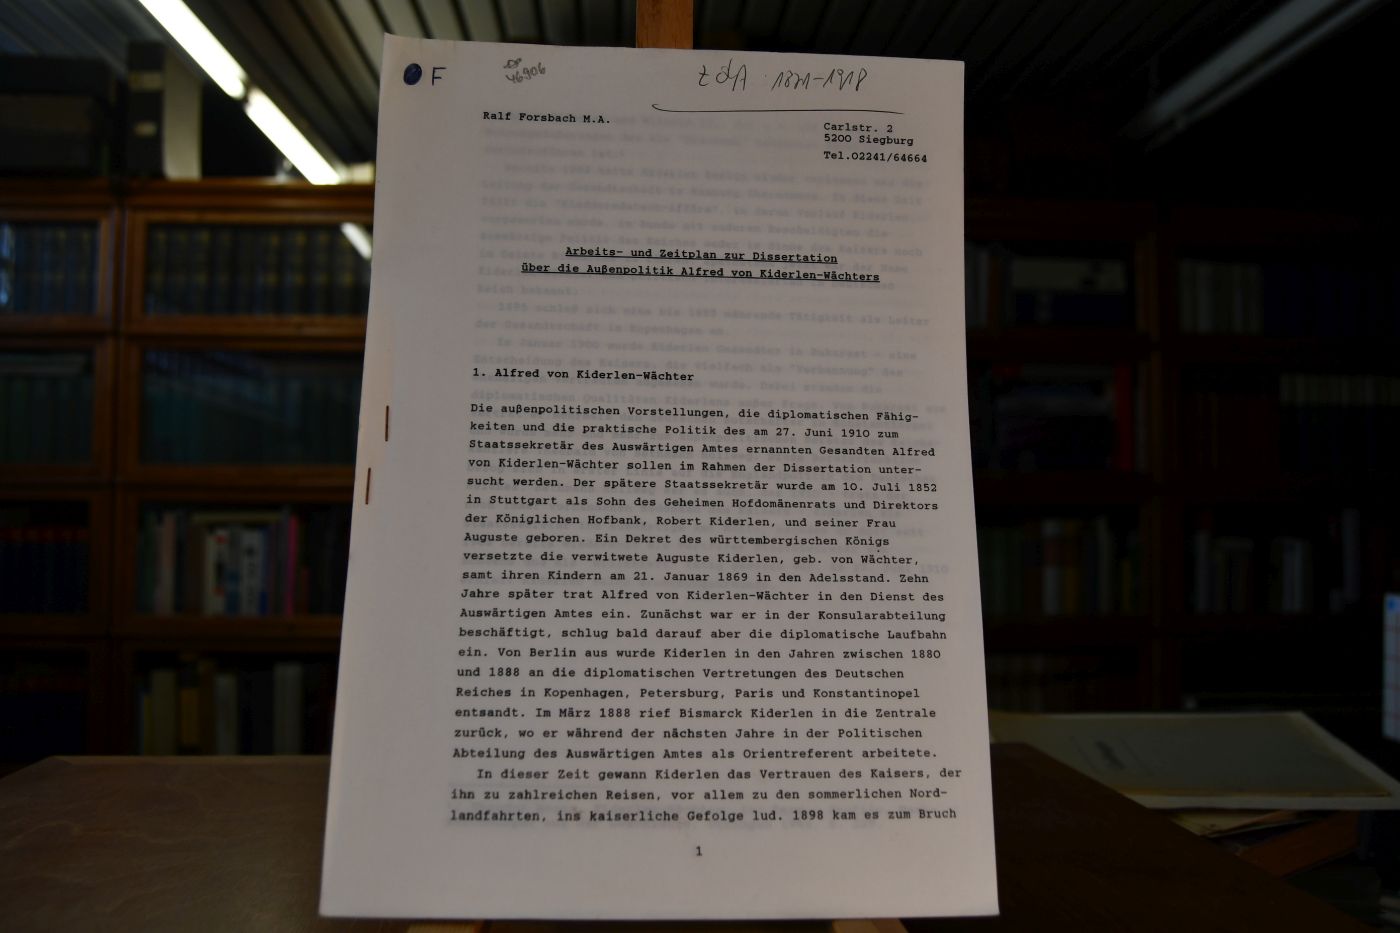 F
46906
z dA 1871-1918
Ralf Forsbach M.A.
Carlstr. 2
5200 Siegburg
Tel.02241/64664
Arbeits- und Zeitplan zur Dissertation
über die Außenpolitik Alfred von Kiderlen-Wächters
1. Alfred von Kiderlen-Wächter
Die außenpolitischen Vorstellungen, die diplomatischen Fähig-
keiten und die praktische Politik des am 27. Juni 1910 zum
Staatssekretär des Auswärtigen Amtes ernannten Gesandten Alfred
von Kiderlen-Wächter sollen im Rahmen der Dissertation unter-
sucht werden. Der spätere Staatssekretär wurde am 10. Juli 1852
in Stuttgart als Sohn des Geheimen Hofdomänenrats und Direktors
der Königlichen Hofbank, Robert Kiderlen, und seiner Frau
Auguste geboren. Ein Dekret des württembergischen Königs
versetzte die verwitwete Auguste Kiderlen, geb. von Wächter,
samt ihren Kindern am 21. Januar 1869 in den Adelsstand. Zehn
Jahre später trat Alfred von Kiderlen-Wächter in den Dienst des
Auswärtigen Amtes ein. Zunächst war er in der Konsularabteilung
beschäftigt, schlug bald darauf aber die diplomatische Laufbahn
ein. Von Berlin aus wurde Kiderlen in den Jahren zwischen 1880
und 1888 an die diplomatischen Vertretungen des Deutschen
Reiches in Kopenhagen, Petersburg, Paris und Konstantinopel
entsandt. Im März 1888 rief Bismarck Kiderlen in die Zentrale
zurück, wo er während der nächsten Jahre in der Politischen
Abteilung des Auswärtigen Amtes als Orientreferent arbeitete.
In dieser Zeit gewann Kiderlen das Vertrauen des Kaisers, der
ihn zu zahlreichen Reisen, vor allem zu den sommerlichen Nord-
landfahrten, ins kaiserliche Gefolge lud. 1898 kam es zum Bruch
1